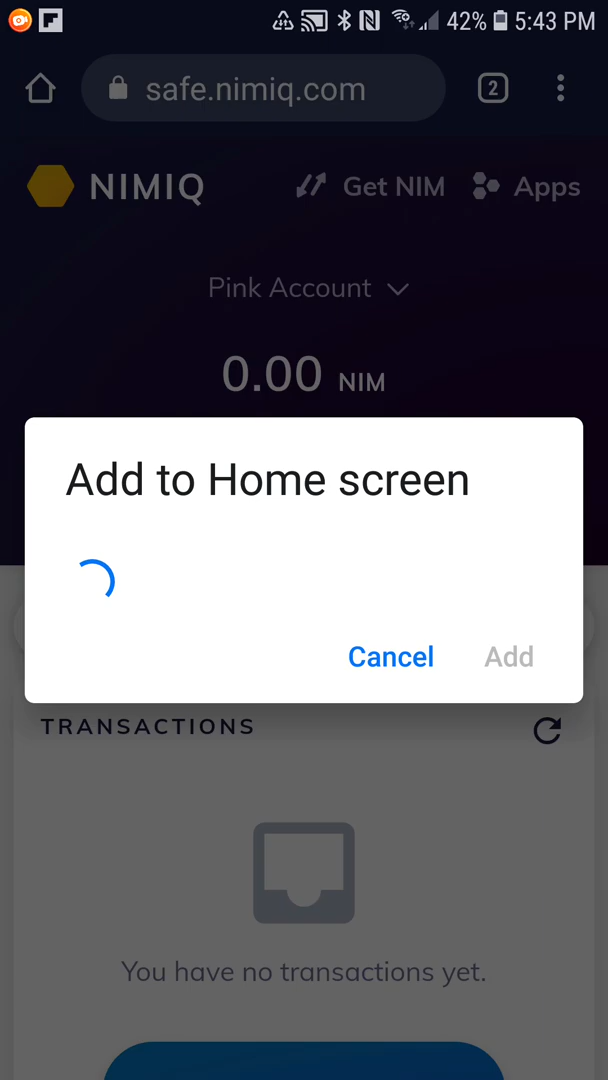 42% 5:43 PM
safe.nimiq.com 2
NIMIQ Get NIM Apps
Pink Account
0.00 NIM
Add to Home screen
Cancel Add
TRANSACTIONS
You have no transactions yet.